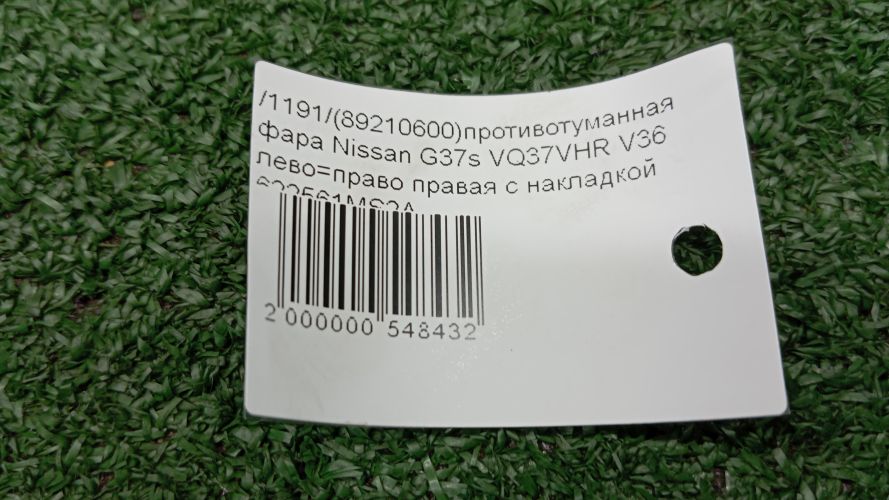 /1191/(89210600)противотуманная
фара Nissan G37s VQ37VHR V36
лево=право правая с накладкой
2 000000 548432